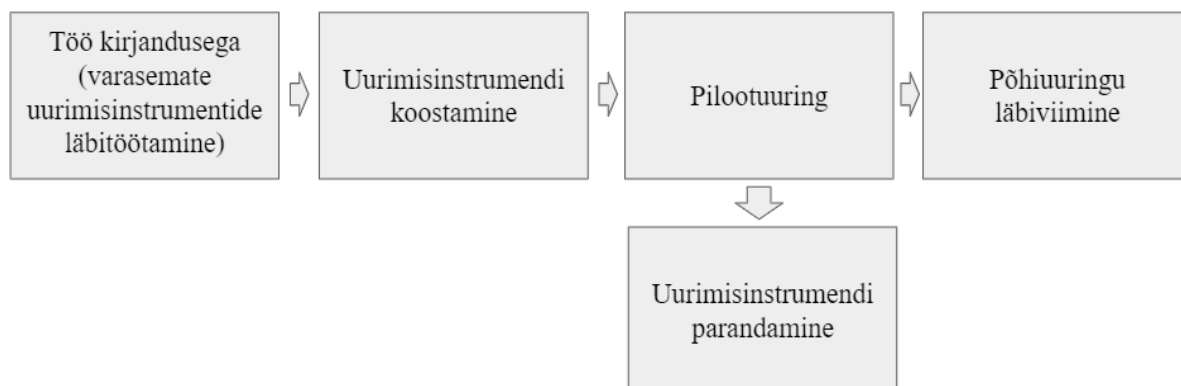 Töö kirjandusega
(varasemate
uurimisinstrumentide
läbitöötamine)
Uurimisinstrumendi
koostamine
Pilootuuring
Põhiuuringu
läbiviimine
Uurimisinstrumendi
parandamine